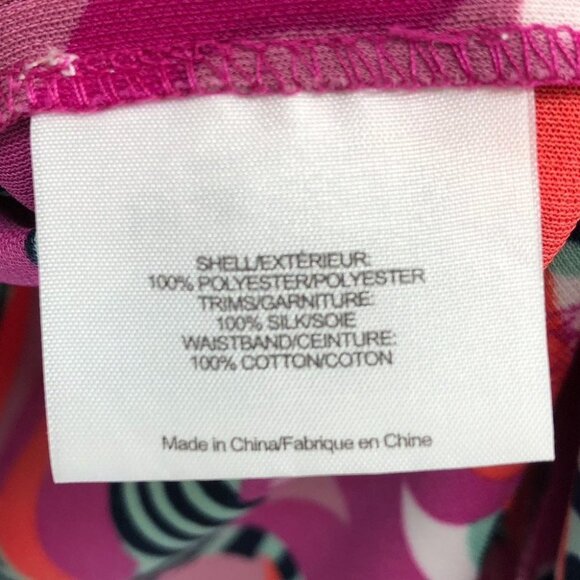 SHELL/EXTÉRIEUR:
100% POLYESTER/POLYESTER
TRIMS/GARNITURE:
100% SILK/SOIE
WAISTBAND/CEINTURE:
100% COTTON/COTON
Made in China/Fabrique en Chine